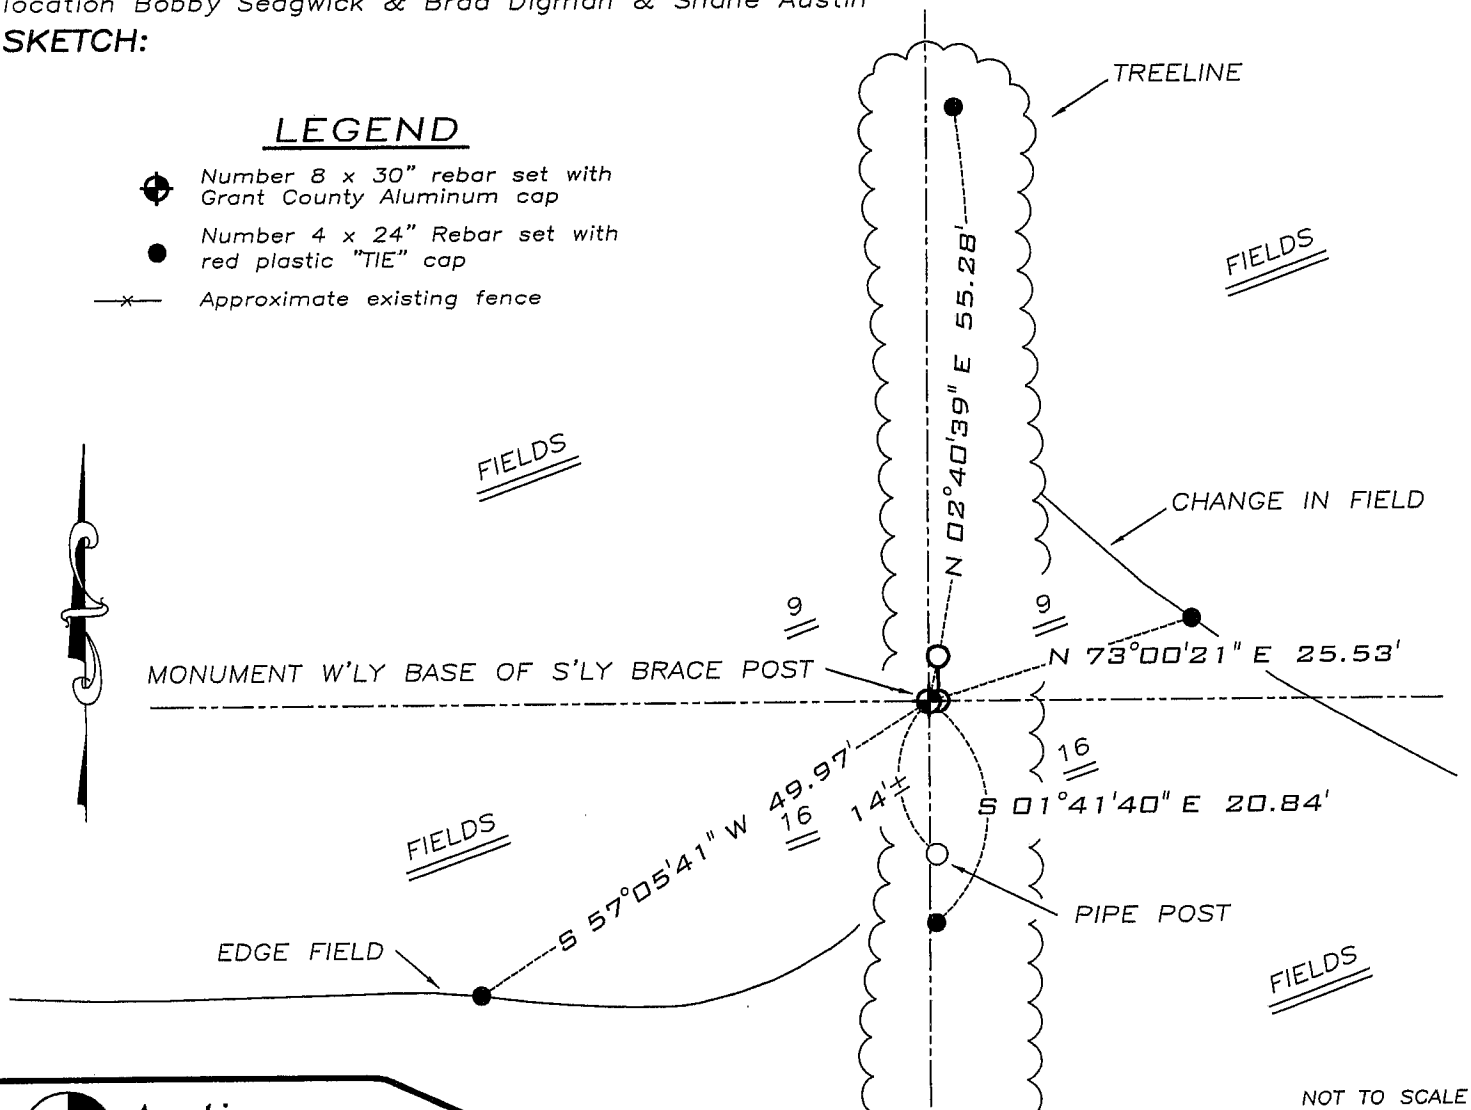 location Bobby Sedgwick & Brad Digman & Shane Austin
SKETCH:
TREELINE
LEGEND
Number 8 x 30" rebar set with
Grant County Aluminum cap
Number 4 x 24" Rebar set with
red plastic "TIE" cap
Approximate existing fence
FIELDS
N 02°40'39" E 55.28'
FIELDS
CHANGE IN FIELD
9
9
N 73°00'21" E 25.53'
MONUMENT W'LY BASE OF S'LY BRACE POST
16
S 57°05'41" W 49.97'
16
14'±
S 01°41'40" E 20.84'
FIELDS
PIPE POST
EDGE FIELD
FIELDS
NOT TO SCALE